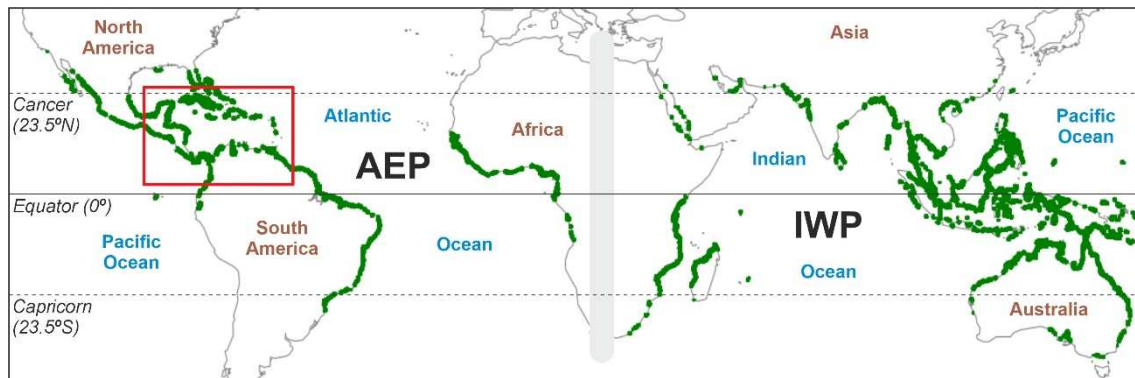 North
America
Asia
Cancer
(23.5ºN)
Atlantic
Africa
Pacific
Ocean
Indian
AEP
Equator (0º)
South
America
IWP
Pacific
Ocean
Ocean
Ocean
Capricorn
(23.5ºS)
Australia